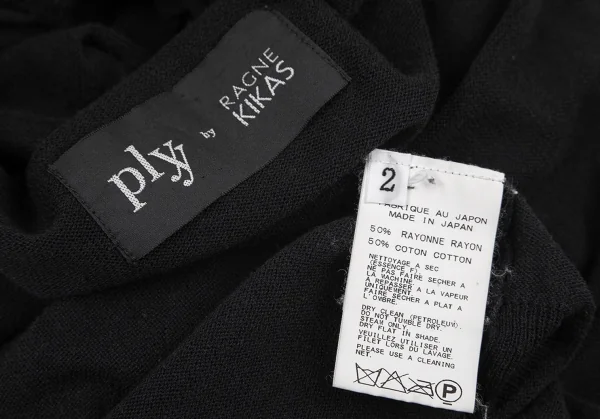 ply
by
RAGNE
KIKAS
2
FABRIQUE AU JAPON
MADE IN JAPAN
50% RAYONNE RAYON
50% COTON COTTON
NETTOYAGE A SEC
(ESSENCE F).
NE PAS FAIRE SECHER A
LA MACHINE.
A REPASSER A LA VAPEUR
UNIQUEMENT.
FAIRE SECHER A PLAT A
L'OMBRE.
DRY CLEAN (PETROLEUM).
DO NOT TUMBLE DRY.
STEAM ONLY.
DRY FLAT IN SHADE.
VEUILLEZ UTILISER UN
FILET LORS DU LAVAGE.
PLEASE USE A CLEANING
NET.
P